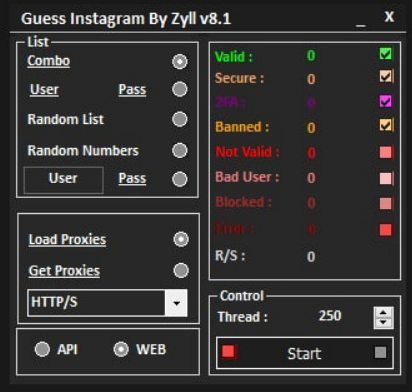 Guess Instagram By Zyll v8.1 _ X
List
Combo
User Pass
Random List
Random Numbers
User Pass
Load Proxies
Get Proxies
HTTP/S
API WEB
Valid : 0
Secure : 0
2FA : 0
Banned : 0
Not Valid : 0
Bad User : 0
Blocked : 0
Error : 0
R/S : 0
Control
Thread : 250
Start